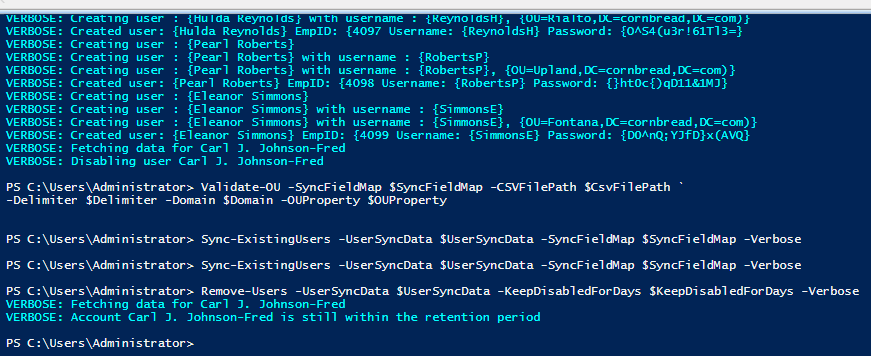 VERBOSE: Creating user : {Hulda Reynolds} with username : {ReynoldsH}, {OU=Rialto,DC=cornbread,DC=com)}
VERBOSE: Created user: {Hulda Reynolds} EmpID: {4097 Username: {ReynoldsH} Password: {O^S4(u3r!61Tl3=}
VERBOSE: Creating user : {Pearl Roberts}
VERBOSE: Creating user : {Pearl Roberts} with username : {RobertsP}
VERBOSE: Creating user : {Pearl Roberts} with username : {RobertsP}, {OU=Upland,DC=cornbread,DC=com)}
VERBOSE: Created user: {Pearl Roberts} EmpID: {4098 Username: {RobertsP} Password: {}htOc{)qD11&1MJ}
VERBOSE: Creating user : {Eleanor Simmons}
VERBOSE: Creating user : {Eleanor Simmons} with username : {SimmonsE}
VERBOSE: Creating user : {Eleanor Simmons} with username : {SimmonsE}, {OU=Fontana,DC=cornbread,DC=com)}
VERBOSE: Created user: {Eleanor Simmons} EmpID: {4099 Username: {SimmonsE} Password: {DO^nQ;YJfD}x(AVQ}
VERBOSE: Fetching data for Carl J. Johnson-Fred
VERBOSE: Disabling user Carl J. Johnson-Fred
PS C:\Users\Administrator> Validate-OU -SyncFieldMap $SyncFieldMap -CSVFilePath $CsvFilePath `
-Delimiter $Delimiter -Domain $Domain -OUProperty $OUProperty
PS C:\Users\Administrator> Sync-ExistingUsers -UserSyncData $UserSyncData -SyncFieldMap $SyncFieldMap -Verbose
PS C:\Users\Administrator> Sync-ExistingUsers -UserSyncData $UserSyncData -SyncFieldMap $SyncFieldMap -Verbose
PS C:\Users\Administrator> Remove-Users -UserSyncData $UserSyncData -KeepDisabledForDays $KeepDisabledForDays -Verbose
VERBOSE: Fetching data for Carl J. Johnson-Fred
VERBOSE: Account Carl J. Johnson-Fred is still within the retention period
PS C:\Users\Administrator>